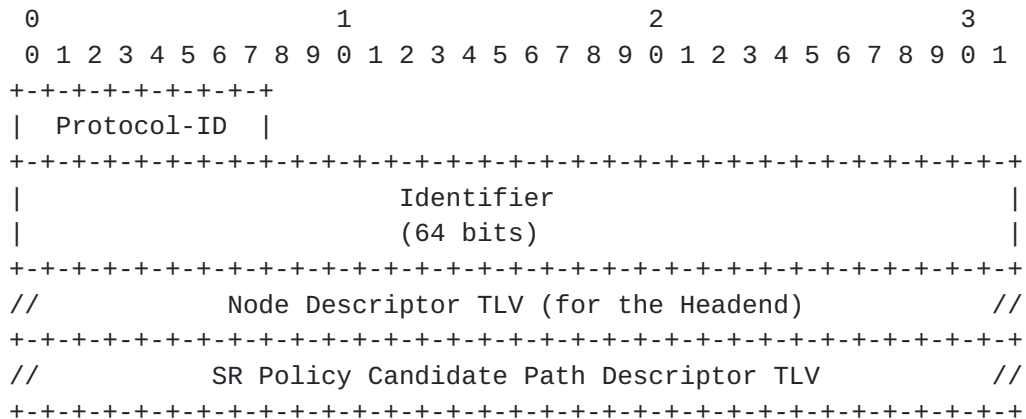 0                   1                   2                   3
 0 1 2 3 4 5 6 7 8 9 0 1 2 3 4 5 6 7 8 9 0 1 2 3 4 5 6 7 8 9 0 1
+-+-+-+-+-+-+-+-+
|  Protocol-ID  |
+-+-+-+-+-+-+-+-+-+-+-+-+-+-+-+-+-+-+-+-+-+-+-+-+-+-+-+-+-+-+-+-+
|                        Identifier                             |
|                        (64 bits)                              |
+-+-+-+-+-+-+-+-+-+-+-+-+-+-+-+-+-+-+-+-+-+-+-+-+-+-+-+-+-+-+-+-+
//            Node Descriptor TLV (for the Headend)            //
+-+-+-+-+-+-+-+-+-+-+-+-+-+-+-+-+-+-+-+-+-+-+-+-+-+-+-+-+-+-+-+-+
//           SR Policy Candidate Path Descriptor TLV           //
+-+-+-+-+-+-+-+-+-+-+-+-+-+-+-+-+-+-+-+-+-+-+-+-+-+-+-+-+-+-+-+-+